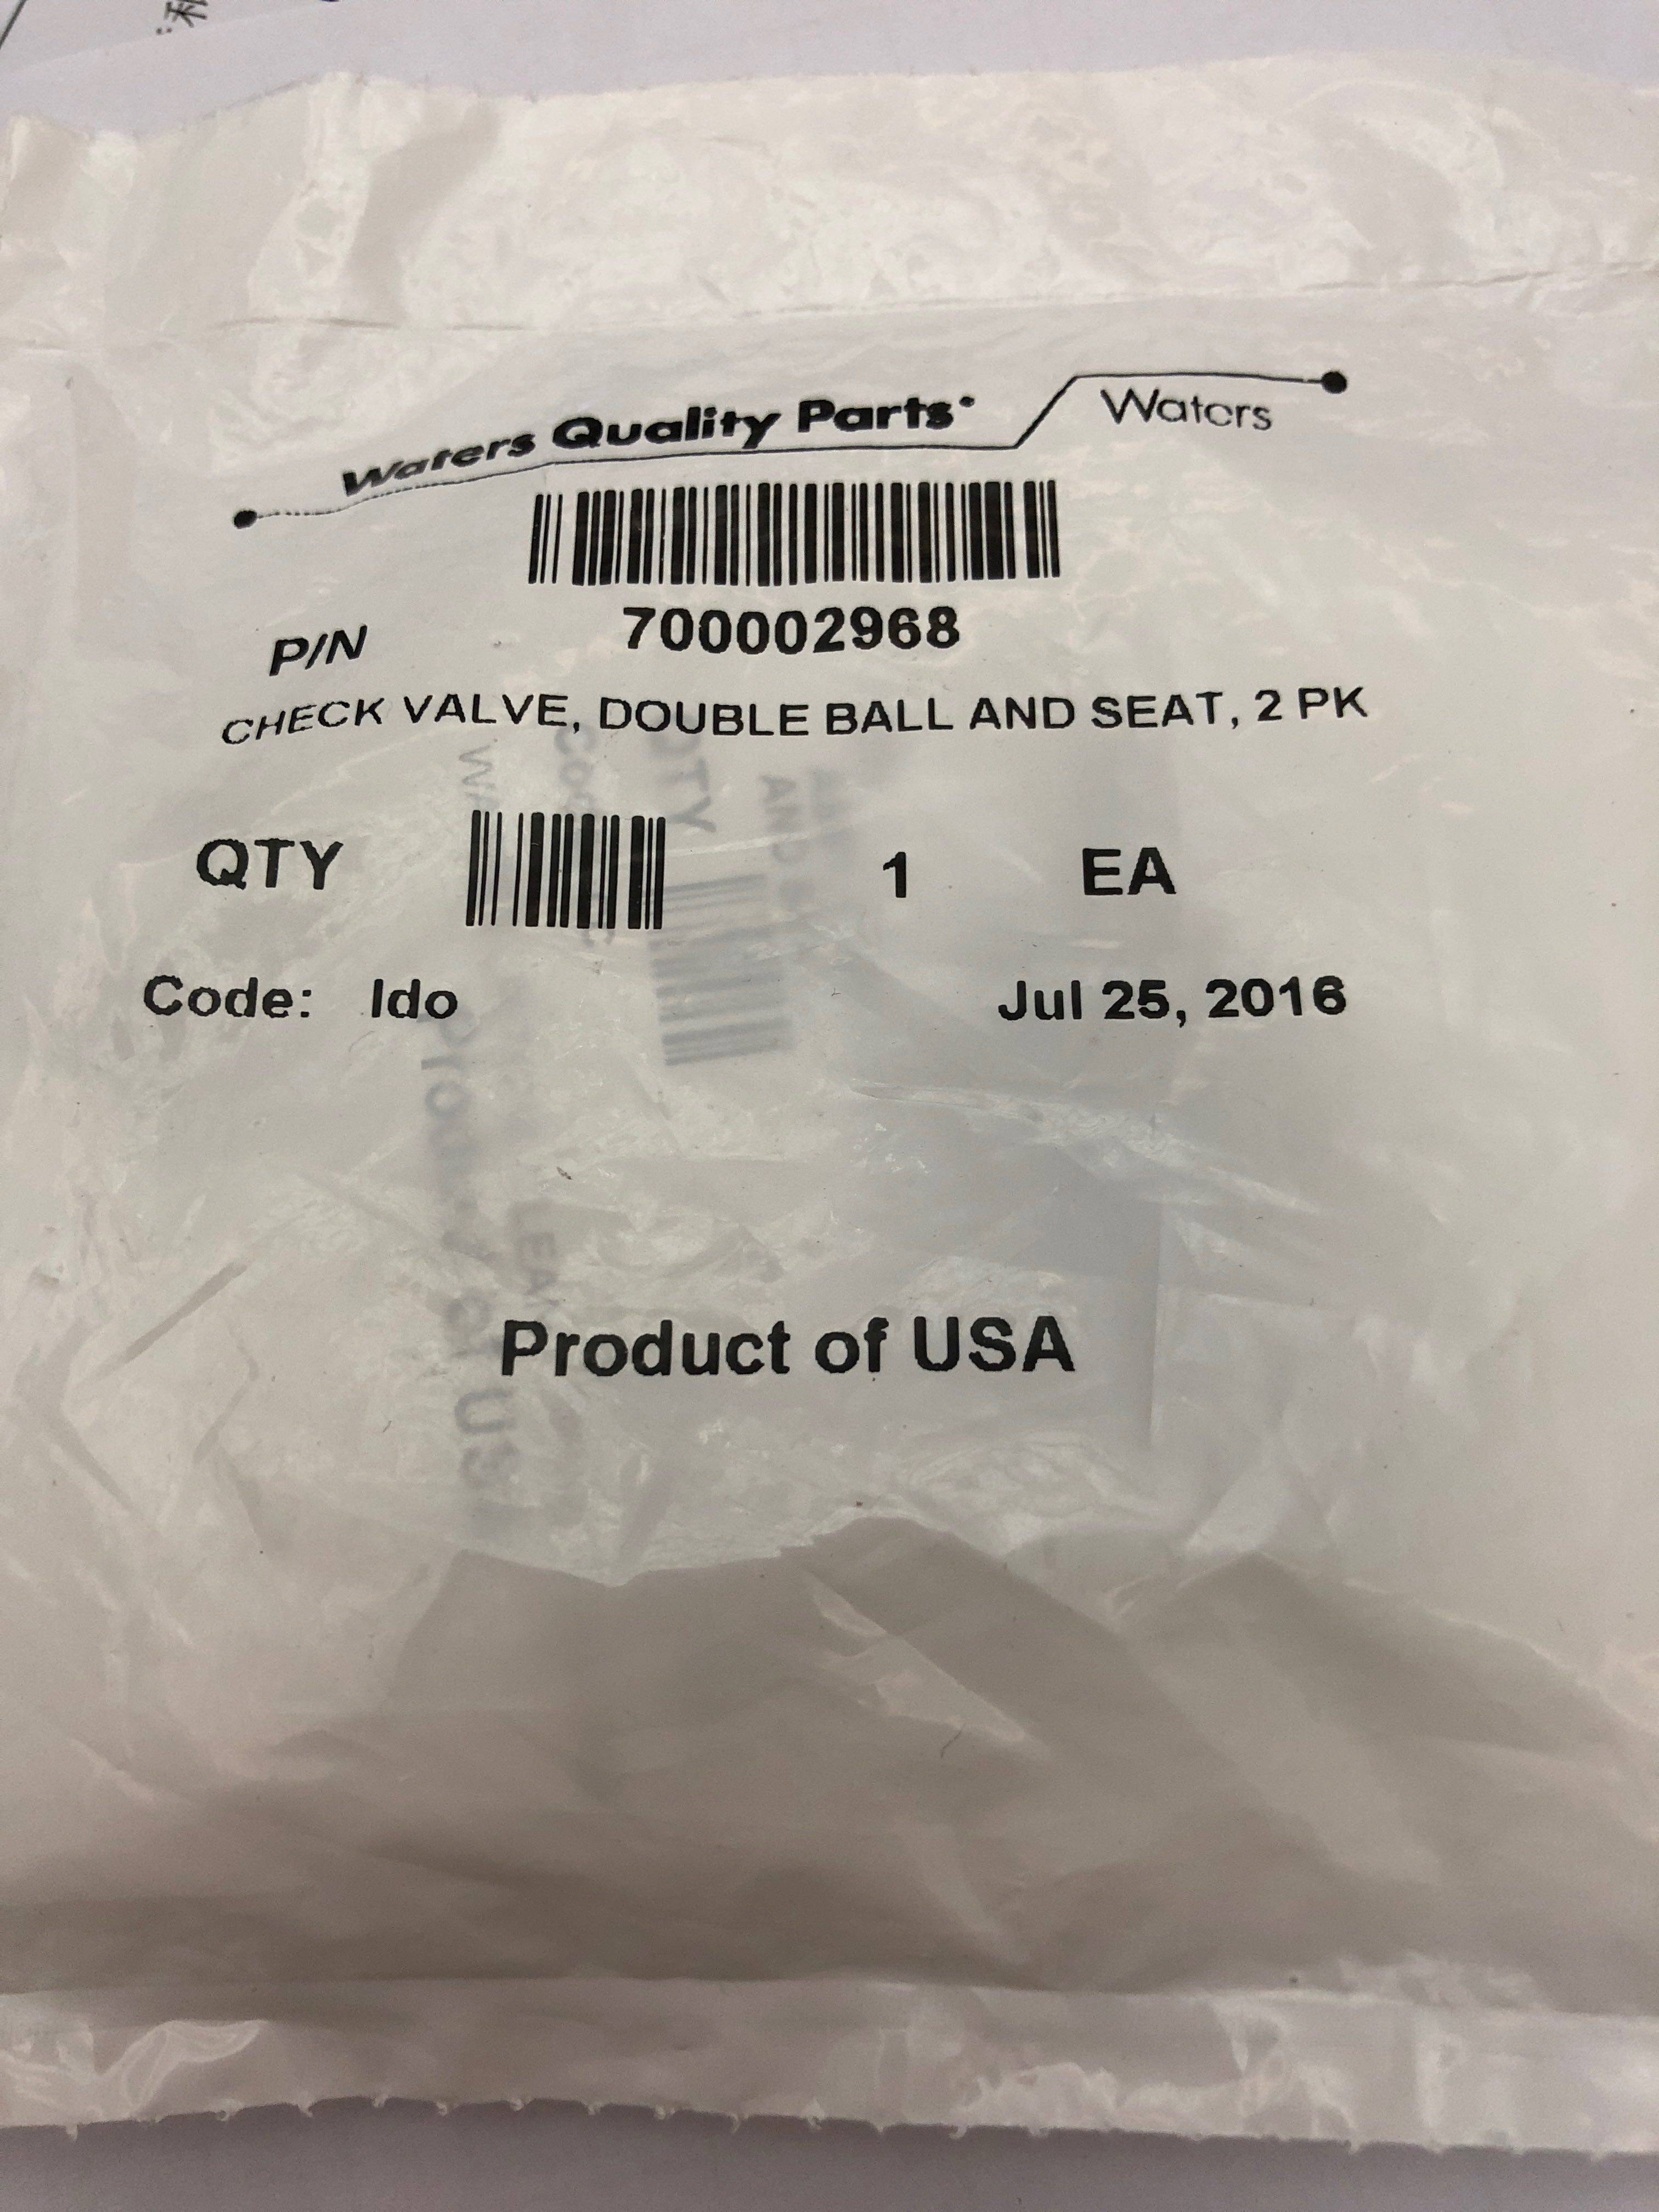 Waters Quality Parts® Waters
P/N 700002968
CHECK VALVE, DOUBLE BALL AND SEAT, 2 PK
QTY 1 EA
Code: Ido Jul 25, 2016
Product of USA